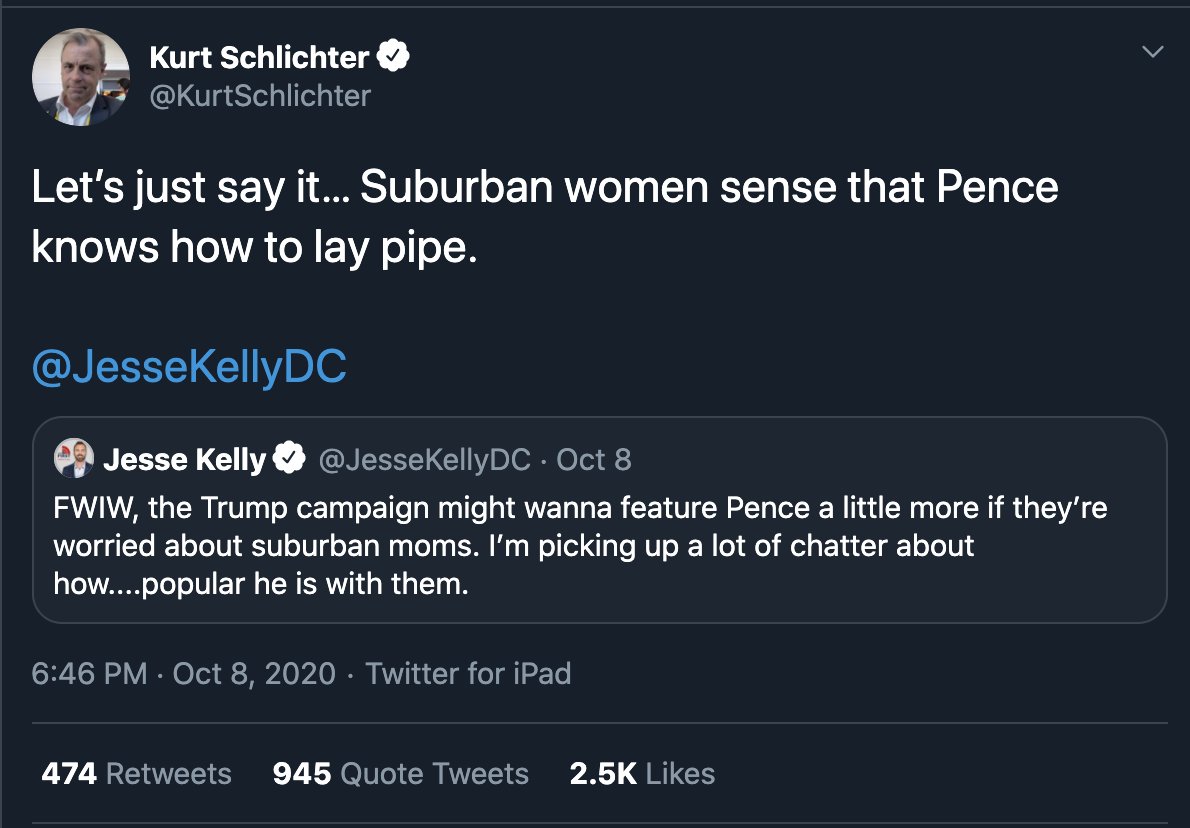 Kurt Schlichter
@KurtSchlichter
Let’s just say it... Suburban women sense that Pence
knows how to lay pipe.
@JesseKellyDC
Jesse Kelly @JesseKellyDC · Oct 8
FWIW, the Trump campaign might wanna feature Pence a little more if they’re
worried about suburban moms. I’m picking up a lot of chatter about
how....popular he is with them.
6:46 PM · Oct 8, 2020 · Twitter for iPad
474 Retweets 945 Quote Tweets 2.5K Likes